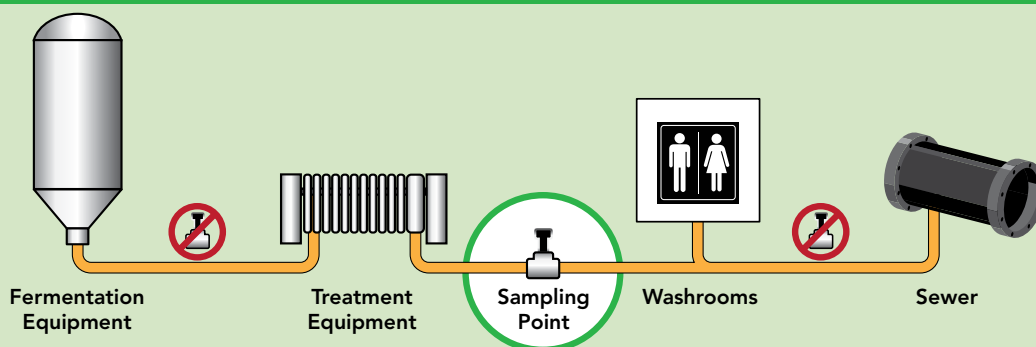 Fermentation
Equipment
Treatment
Equipment
Sampling
Point
Washrooms
Sewer